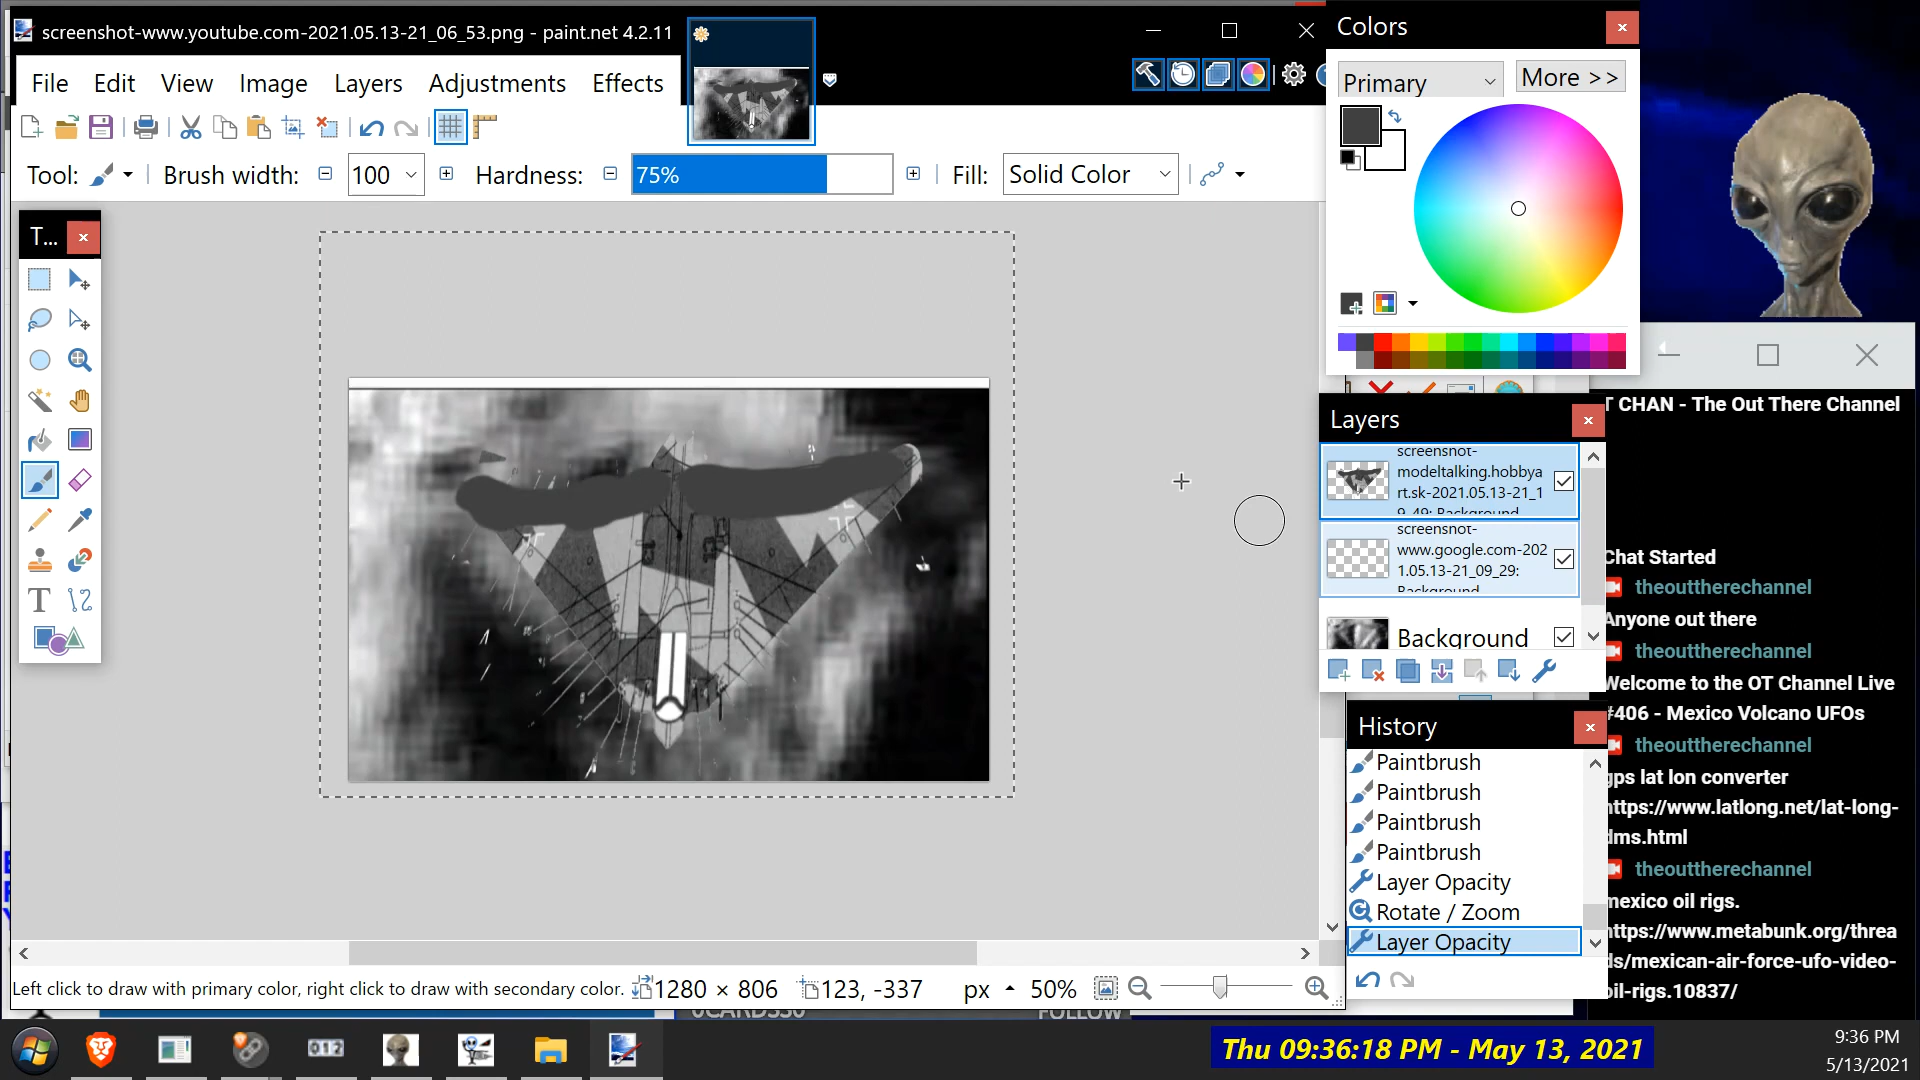 screenshot-www.youtube.com-2021.05.13-21_06_53.png - paint.net 4.2.11
File Edit View Image Layers Adjustments Effects
Tool: Brush width: 100 Hardness: 75% Fill: Solid Color
T...
Colors
Primary More >>
Layers
screenshot-
modeltalking.hobbya
rt.sk-2021.05.13-21_1
9_49: Background
screenshot-
www.google.com-202
1.05.13-21_09_29:
Background
Background
History
Paintbrush
Paintbrush
Paintbrush
Paintbrush
Layer Opacity
Rotate / Zoom
Layer Opacity
Left click to draw with primary color, right click to draw with secondary color. 1280 × 806 123, -337 px 50%
T CHAN - The Out There Channel
Chat Started
theouttherechannel
Anyone out there
theouttherechannel
Welcome to the OT Channel Live
#406 - Mexico Volcano UFOs
theouttherechannel
gps lat lon converter
https://www.latlong.net/lat-long-
dms.html
theouttherechannel
mexico oil rigs.
https://www.metabunk.org/threa
ds/mexican-air-force-ufo-video-
oil-rigs.10837/
FOLLOW
012
Thu 09:36:18 PM - May 13, 2021
9:36 PM
5/13/2021